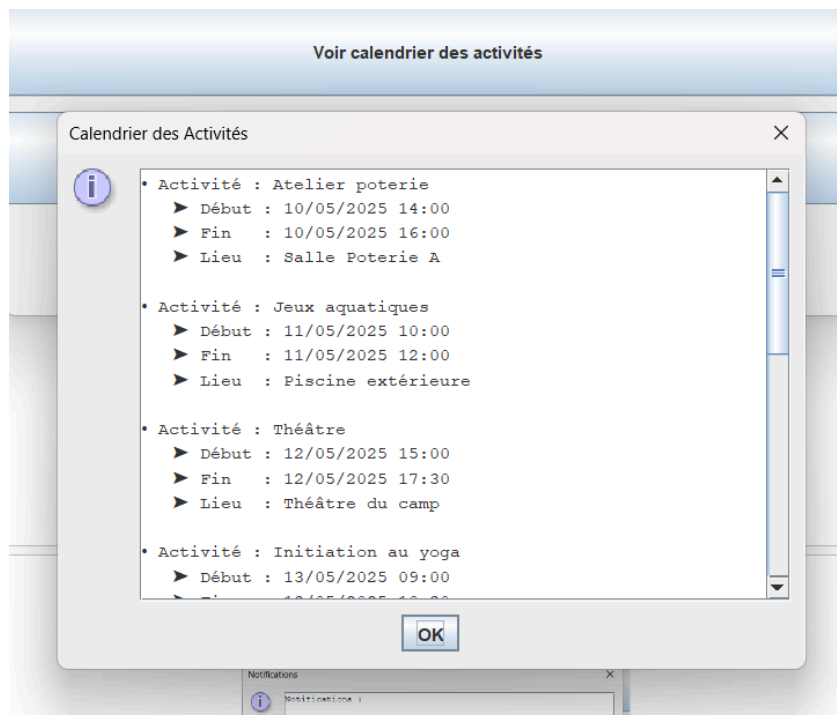 Voir calendrier des activités
Calendrier des Activités
• Activité : Atelier poterie
➤ Début : 10/05/2025 14:00
➤ Fin : 10/05/2025 16:00
➤ Lieu : Salle Poterie A
• Activité : Jeux aquatiques
➤ Début : 11/05/2025 10:00
➤ Fin : 11/05/2025 12:00
➤ Lieu : Piscine extérieure
• Activité : Théâtre
➤ Début : 12/05/2025 15:00
➤ Fin : 12/05/2025 17:30
➤ Lieu : Théâtre du camp
• Activité : Initiation au yoga
➤ Début : 13/05/2025 09:00
OK
Notifications
Notifications :